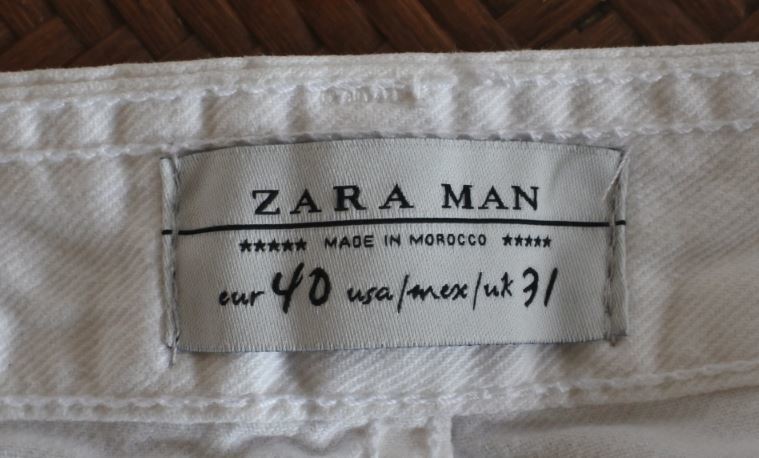 ZARA MAN
★★★★★ MADE IN MOROCCO ★★★★★
eur 40 usa/mex/uk 31